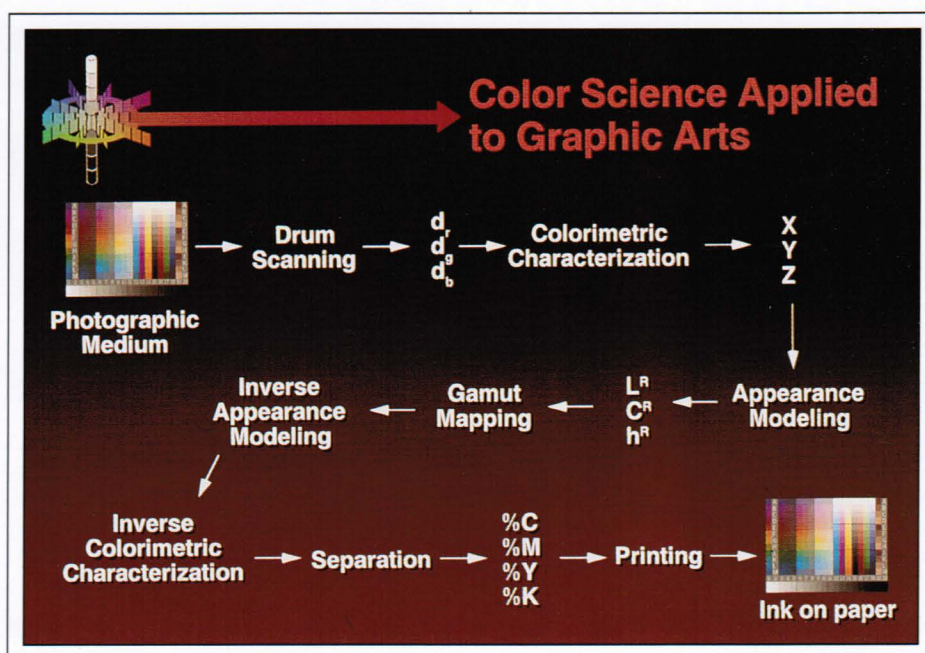 Color Science Applied
to Graphic Arts
Photographic
Medium
Drum
Scanning
dr
dg
db
Colorimetric
Characterization
X
Y
Z
Appearance
Modeling
Lᴿ
Cᴿ
hᴿ
Gamut
Mapping
Inverse
Appearance
Modeling
Inverse
Colorimetric
Characterization
Separation
%C
%M
%Y
%K
Printing
Ink on paper